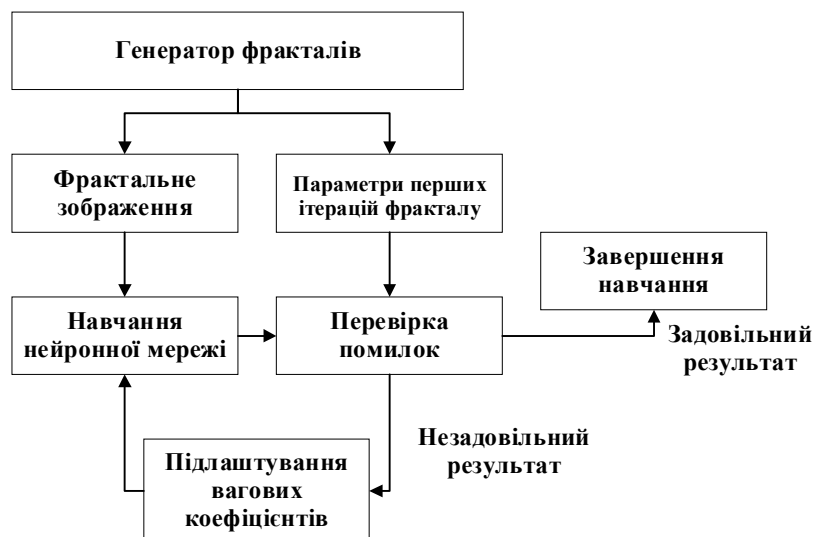 Генератор фракталів
Фрактальне
зображення
Параметри перших
ітерацій фракталу
Завершення
навчання
Навчання
нейронної мережі
Перевірка
помилок
Задовільний
результат
Незадовільний
результат
Підлаштування
вагових
коефіцієнтів